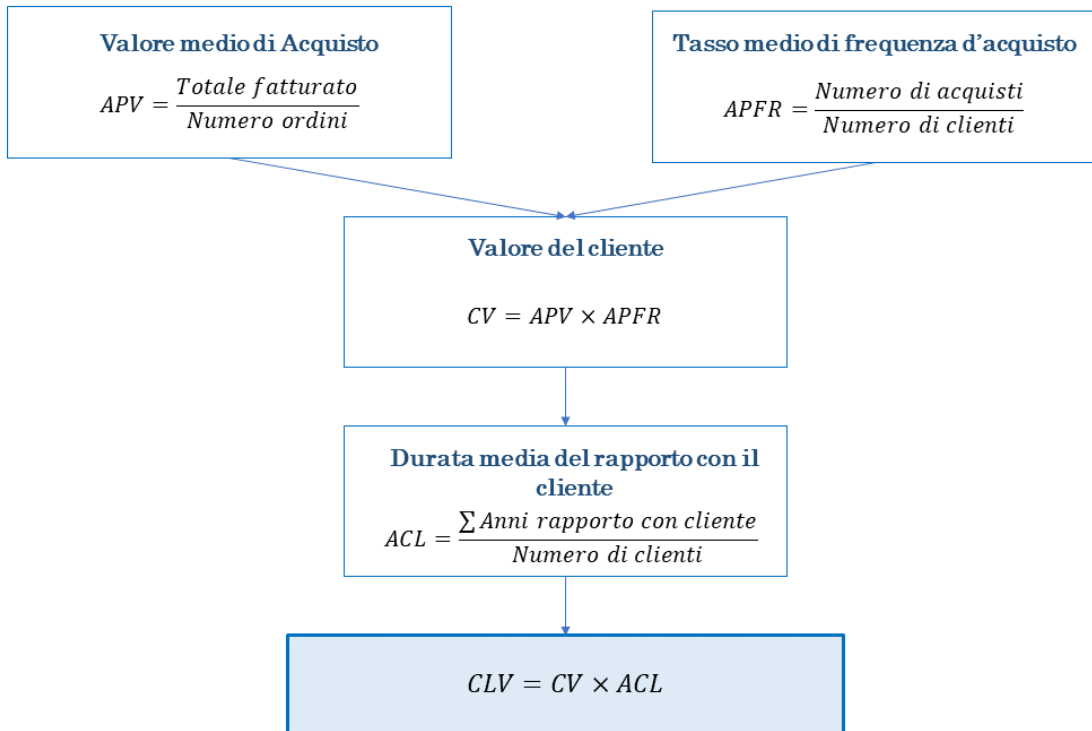 Valore medio di Acquisto
APV = Totale fatturato / Numero ordini
Tasso medio di frequenza d'acquisto
APFR = Numero di acquisti / Numero di clienti
Valore del cliente
CV = APV × APFR
Durata media del rapporto con il
cliente
ACL = ∑ Anni rapporto con cliente / Numero di clienti
CLV = CV × ACL